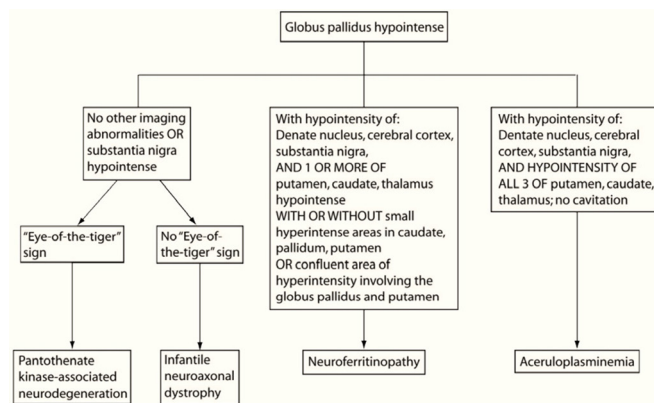 Globus pallidus hypointense
No other imaging
abnormalities OR
substantia nigra
hypointense
With hypointensity of:
Denate nucleus, cerebral cortex,
substantia nigra,
AND 1 OR MORE OF
putamen, caudate, thalamus
hypointense
WITH OR WITHOUT small
hyperintense areas in caudate,
pallidum, putamen
OR confluent area of
hyperintensity involving the
globus pallidus and putamen
With hypointensity of:
Dentate nucleus, cerebral
cortex, substantia nigra,
AND HYPOINTENSITY OF
ALL 3 OF putamen, caudate,
thalamus; no cavitation
"Eye-of-the-tiger"
sign
No "Eye-of-
the-tiger" sign
Pantothenate
kinase-associated
neurodegeneration
Infantile
neuroaxonal
dystrophy
Neuroferritinopathy
Aceruloplasminemia